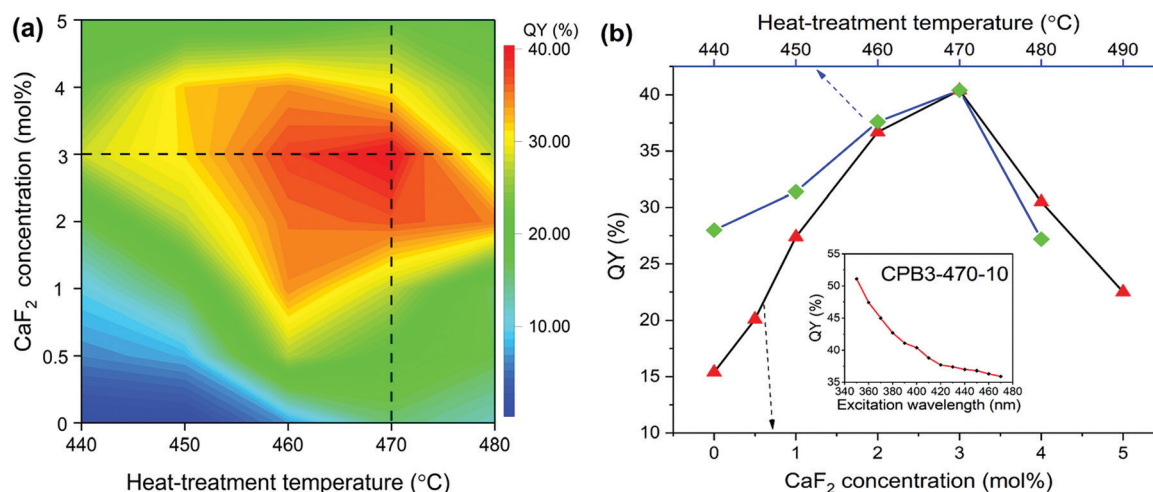 (a)
QY (%)
5
4
3
2
1
0.5
0
CaF2 concentration (mol%)
440 450 460 470 480
Heat-treatment temperature (°C)
40.00
30.00
20.00
10.00
(b)
Heat-treatment temperature (°C)
440 450 460 470 480 490
40
35
30
25
20
15
10
QY (%)
0 1 2 3 4 5
CaF2 concentration (mol%)
CPB3-470-10
55
50
45
40
35
QY (%)
340 360 380 400 420 440 460 480
Excitation wavelength (nm)